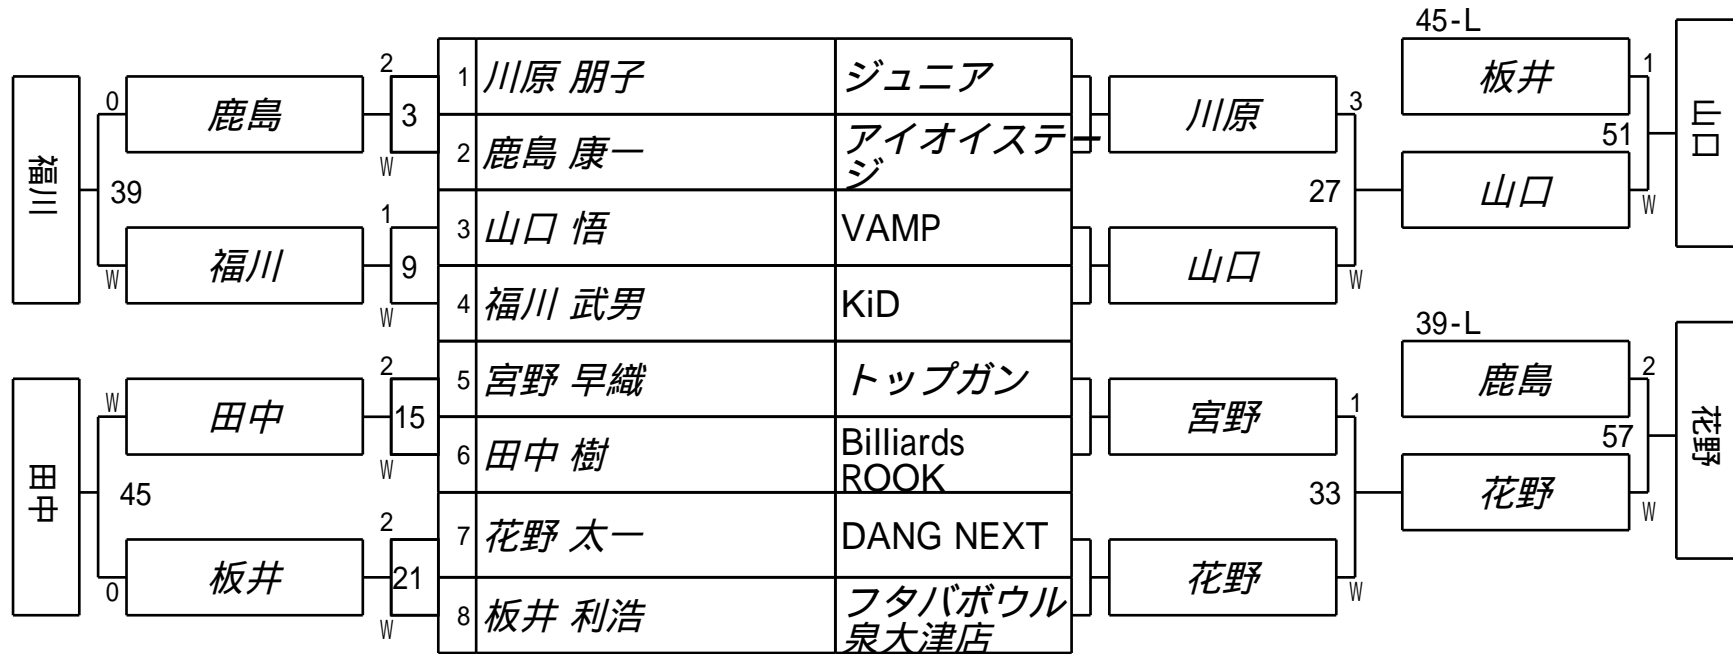 45-L
2
1 川原 朋子 ジュニア
板井
1
鹿島
0
3
川原
3
山口
2 鹿島 康一 アイオイステー
ジ
51
W
福川
39
27
山口
W
1
3 山口 悟 VAMP
福川
W
9
山口
W
4 福川 武男 KiD
W
39-L
2
5 宮野 早織 トップガン
鹿島
2
田中
W
15
宮野
1
花野
6 田中 樹 Billiards
ROOK
57
W
田中
45
33
花野
W
2
7 花野 太一 DANG NEXT
板井
0
21
花野
W
8 板井 利浩 フタバボウル
泉大津店
W